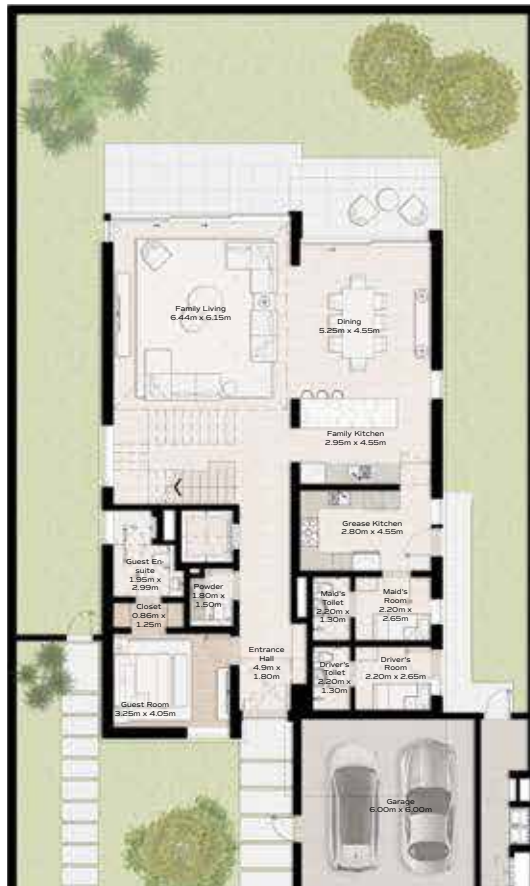 Family Living
6.44m x 6.15m
Dining
5.25m x 4.55m
Family Kitchen
2.95m x 4.55m
Grease Kitchen
2.80m x 4.55m
Guest En-
suite
1.95m x
2.99m
Powder
1.80m x
1.50m
Closet
0.86m x
1.25m
Maid's
Toilet
2.20m x
1.30m
Maid's
Room
2.20m x
2.65m
Entrance
Hall
4.9m x
1.80m
Driver's
Toilet
2.20m x
1.30m
Driver's
Room
2.20m x 2.65m
Guest Room
3.25m x 4.05m
Garage
6.00m x 6.00m